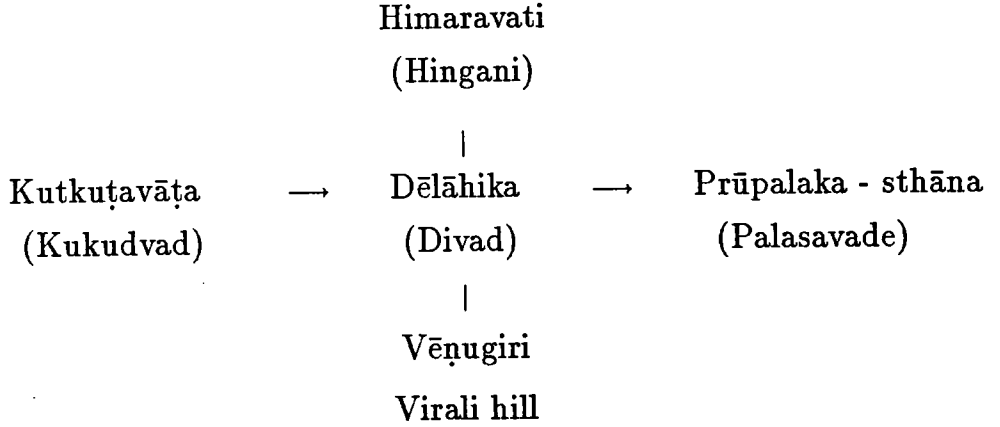 Himaravati
(Hingani)
|
Kutkuṭavāṭa → Dēlāhika → Prūpalaka - sthāna
(Kukudvad) (Divad) (Palasavade)
|
Vēṇugiri
Virali hill